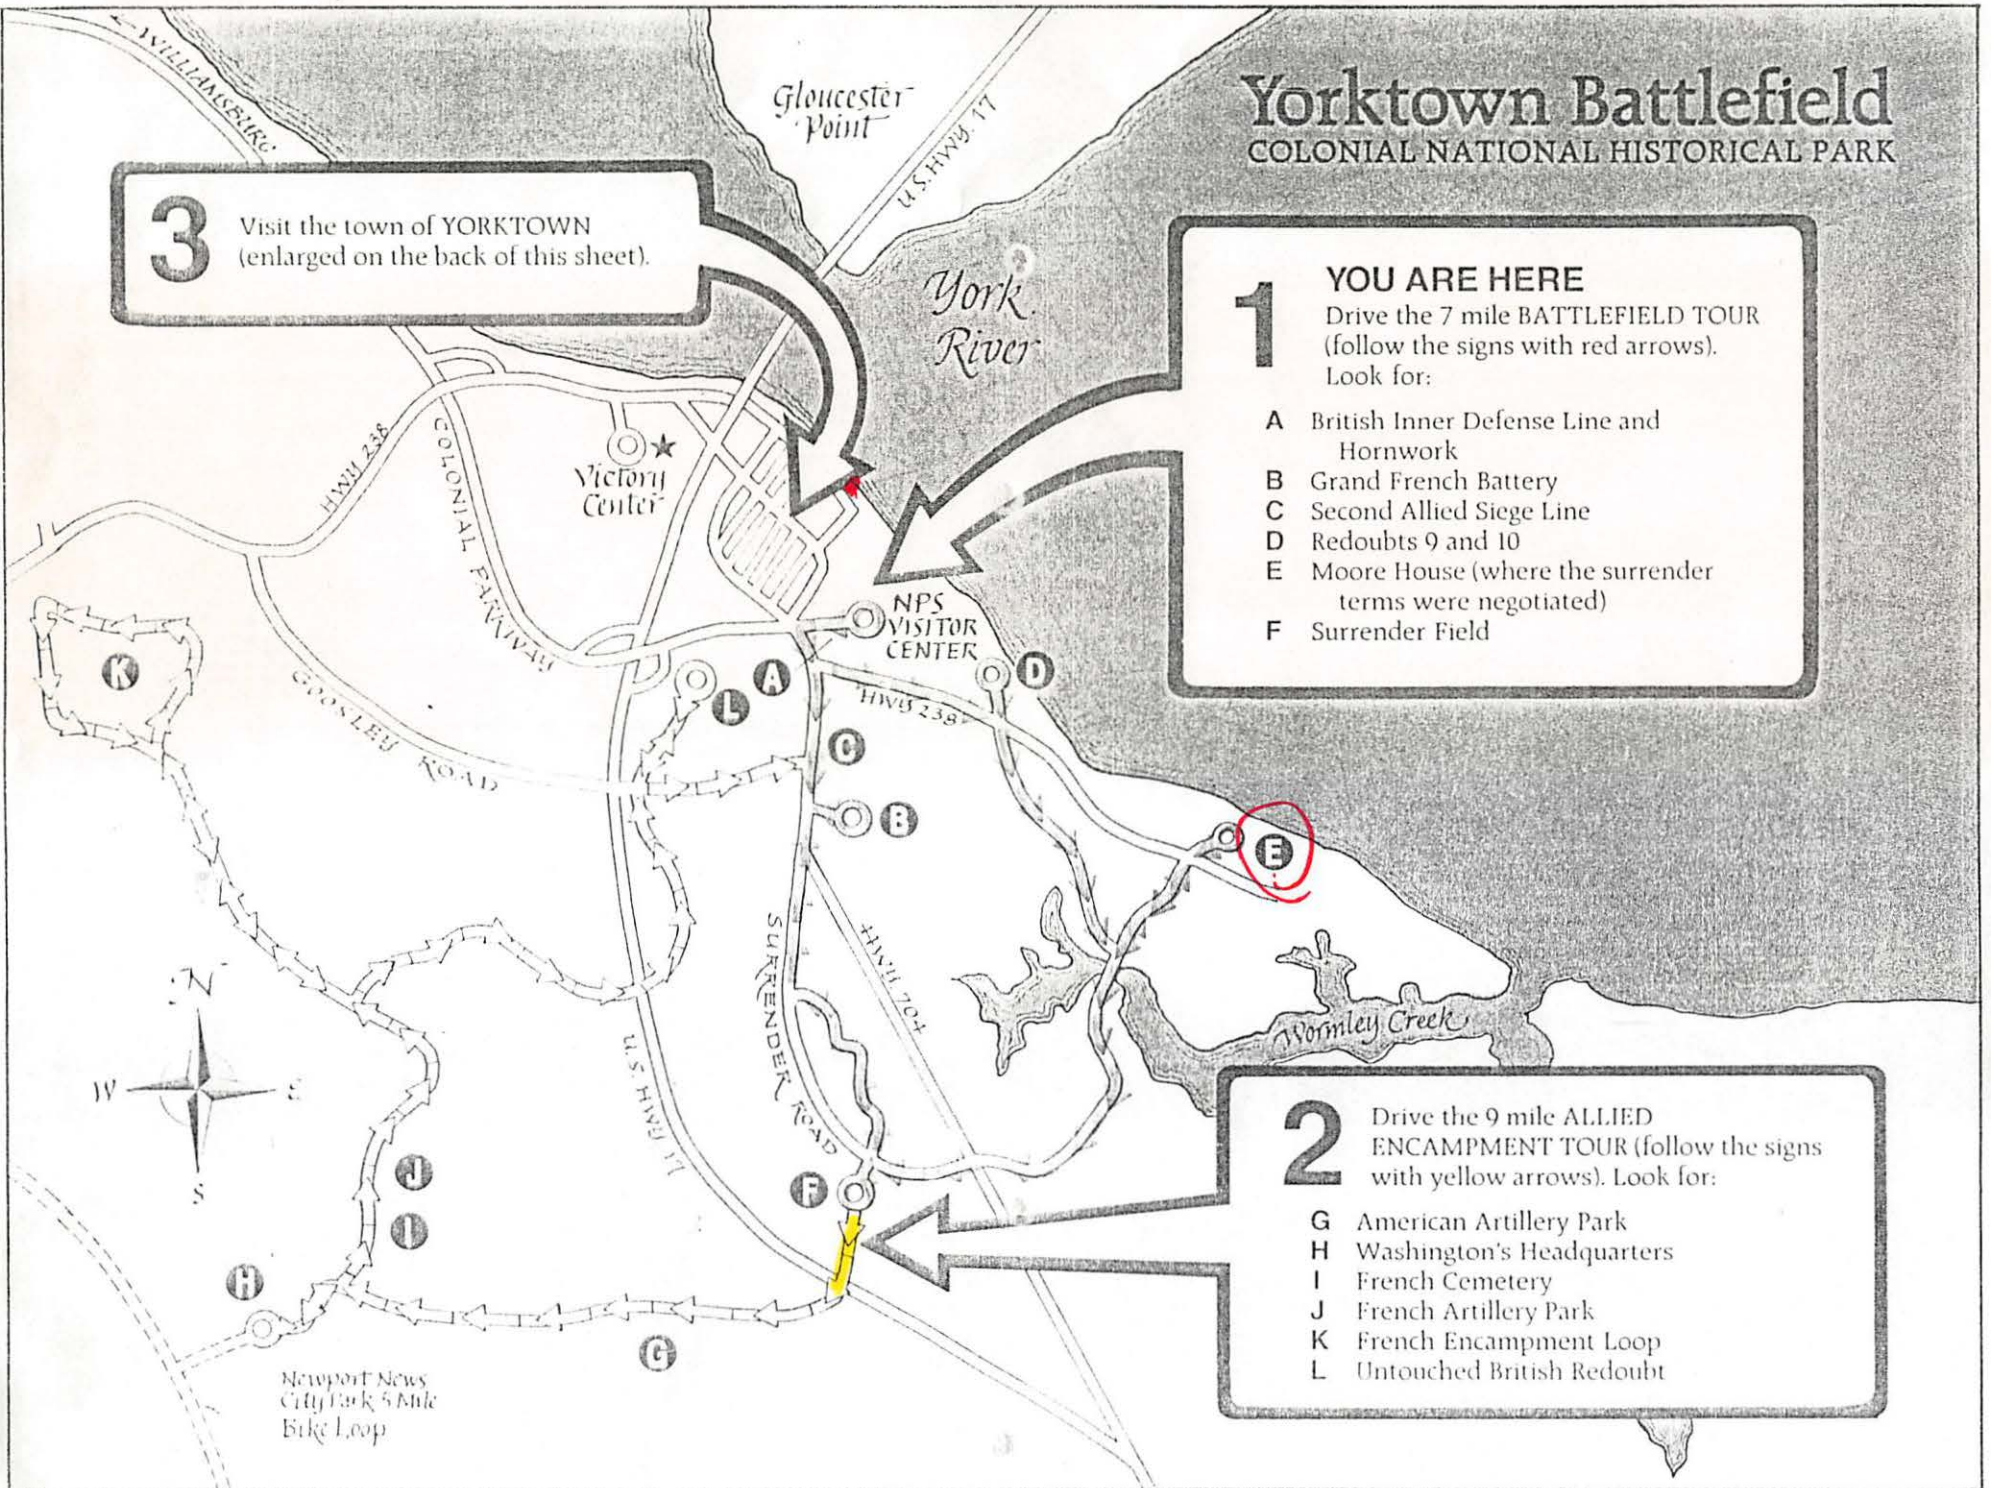 Yorktown Battlefield
COLONIAL NATIONAL HISTORICAL PARK
WILLIAMSBURG
Gloucester
Point
U.S. HWY. 17
3
Visit the town of YORKTOWN
(enlarged on the back of this sheet).
York
River
1
YOU ARE HERE
Drive the 7 mile BATTLEFIELD TOUR
(follow the signs with red arrows).
Look for:
A British Inner Defense Line and
Hornwork
B Grand French Battery
C Second Allied Siege Line
D Redoubts 9 and 10
E Moore House (where the surrender
terms were negotiated)
F Surrender Field
HWY 238
COLONIAL PARKWAY
Victory
Center
NPS
VISITOR
CENTER
K
GOOSLEY ROAD
L
A
HWY 238
D
C
B
E
SURRENDER ROAD
HWY 704
N
W
E
S
U.S. HWY 17
Wormley Creek
J
I
H
F
G
Newport News
City Park 5 Mile
Bike Loop
2
Drive the 9 mile ALLIED
ENCAMPMENT TOUR (follow the signs
with yellow arrows). Look for:
G American Artillery Park
H Washington's Headquarters
I French Cemetery
J French Artillery Park
K French Encampment Loop
L Untouched British Redoubt